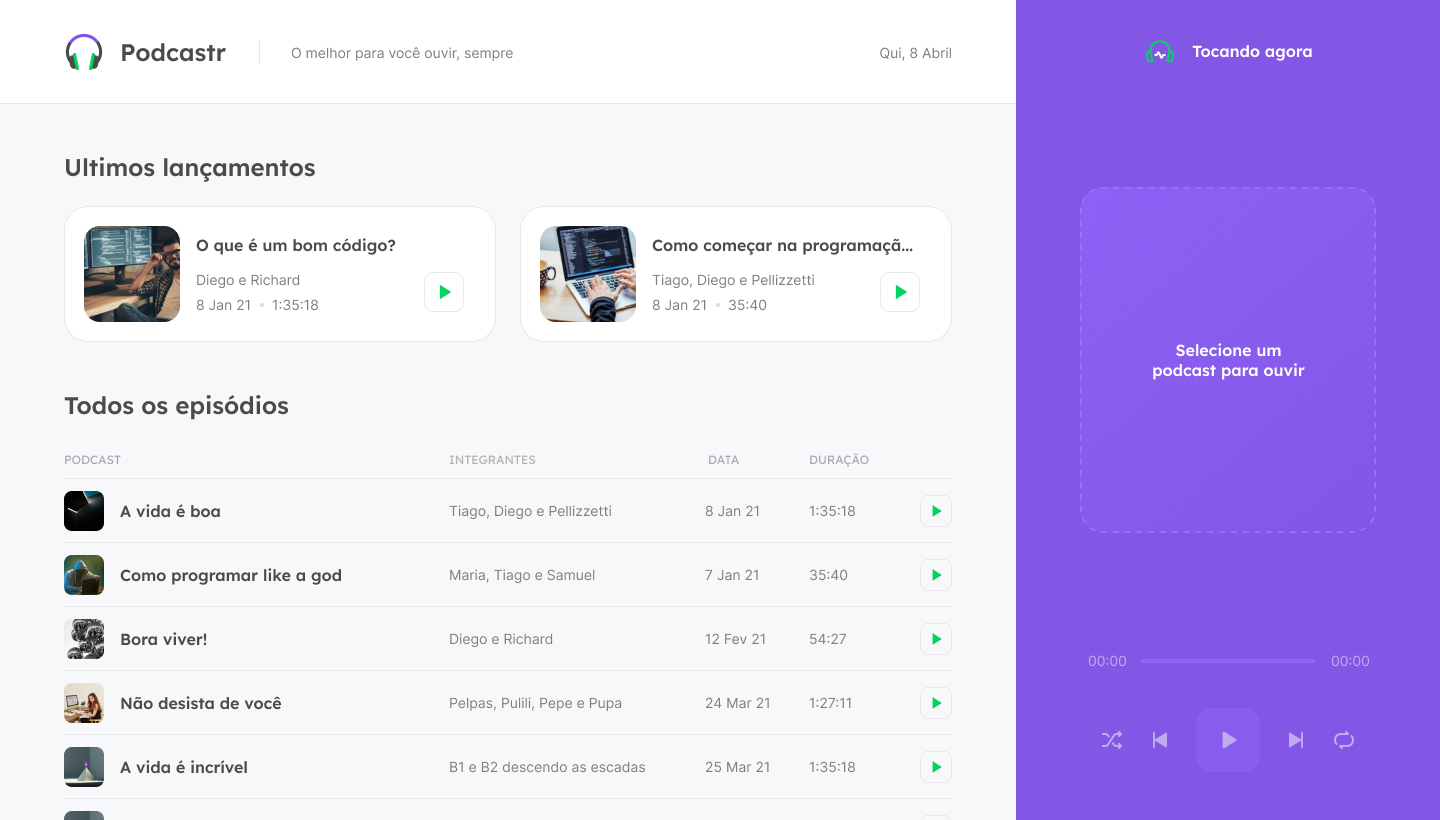 Podcastr
O melhor para você ouvir, sempre
Qui, 8 Abril
Tocando agora
Ultimos lançamentos
O que é um bom código?
Diego e Richard
8 Jan 21 • 1:35:18
Como começar na programaçã...
Tiago, Diego e Pellizzetti
8 Jan 21 • 35:40
Selecione um
podcast para ouvir
Todos os episódios
PODCAST INTEGRANTES DATA DURAÇÃO
A vida é boa Tiago, Diego e Pellizzetti 8 Jan 21 1:35:18
Como programar like a god Maria, Tiago e Samuel 7 Jan 21 35:40
Bora viver! Diego e Richard 12 Fev 21 54:27
Não desista de você Pelpas, Pulili, Pepe e Pupa 24 Mar 21 1:27:11
A vida é incrível B1 e B2 descendo as escadas 25 Mar 21 1:35:18
00:00 00:00